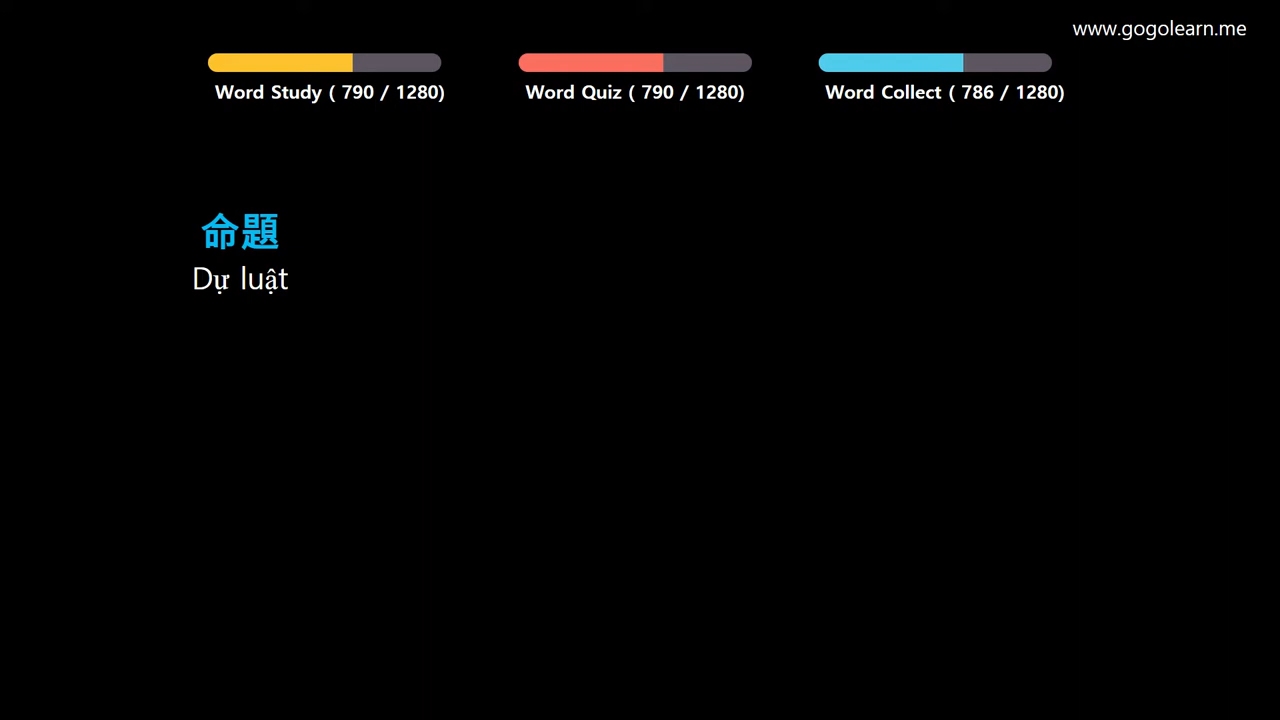 www.gogolearn.me
Word Study ( 790 / 1280)
Word Quiz ( 790 / 1280)
Word Collect ( 786 / 1280)
命題
Dự luật